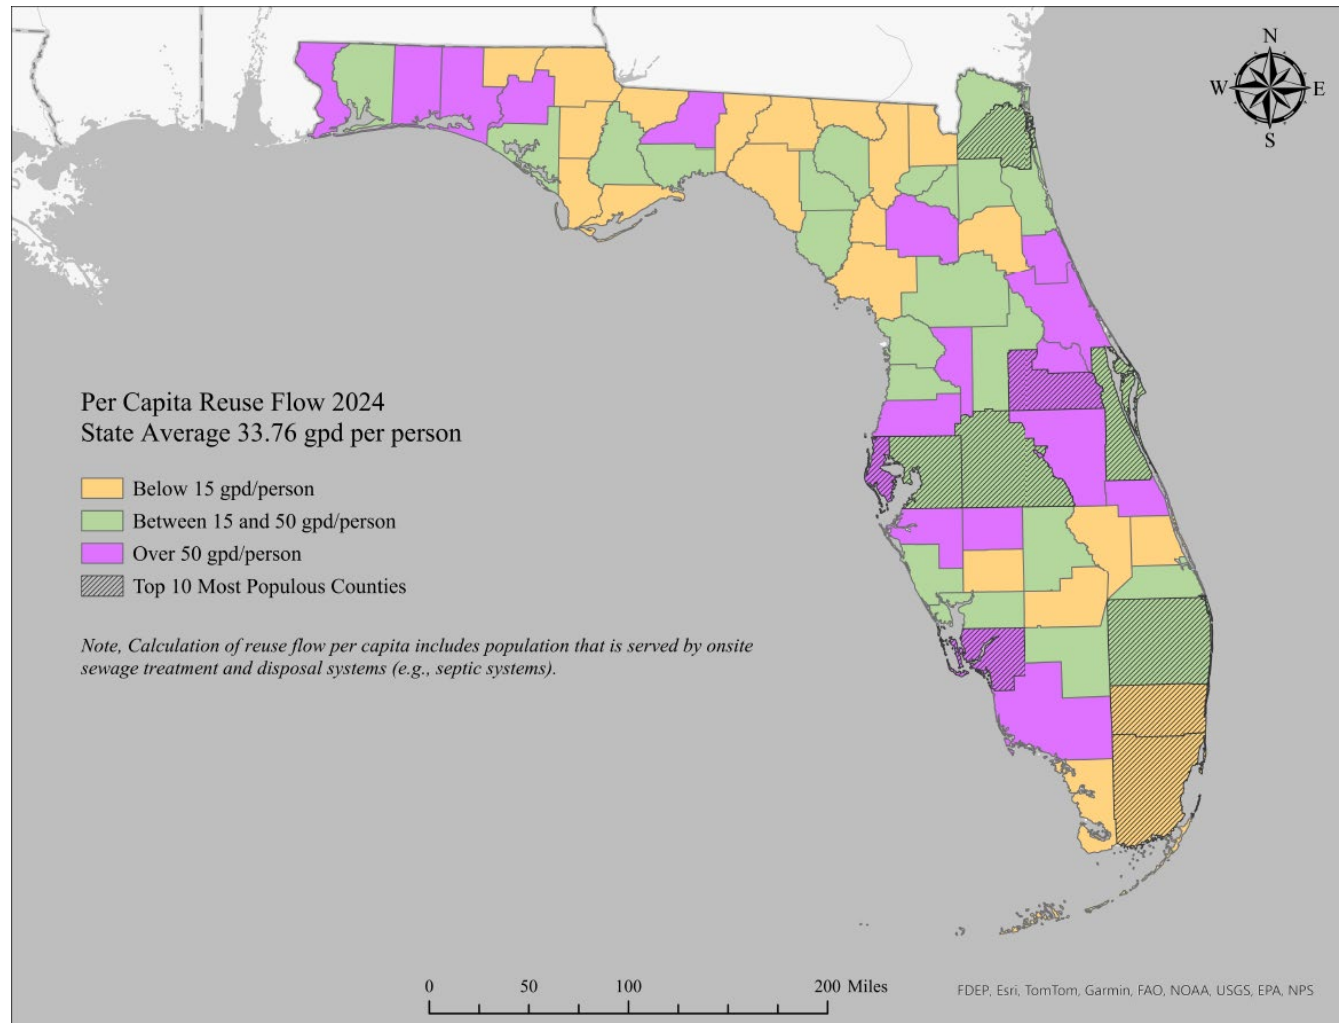 N
W E
S
Per Capita Reuse Flow 2024
State Average 33.76 gpd per person
Below 15 gpd/person
Between 15 and 50 gpd/person
Over 50 gpd/person
Top 10 Most Populous Counties
Note, Calculation of reuse flow per capita includes population that is served by onsite
sewage treatment and disposal systems (e.g., septic systems).
0 50 100 200 Miles
FDEP, Esri, TomTom, Garmin, FAO, NOAA, USGS, EPA, NPS